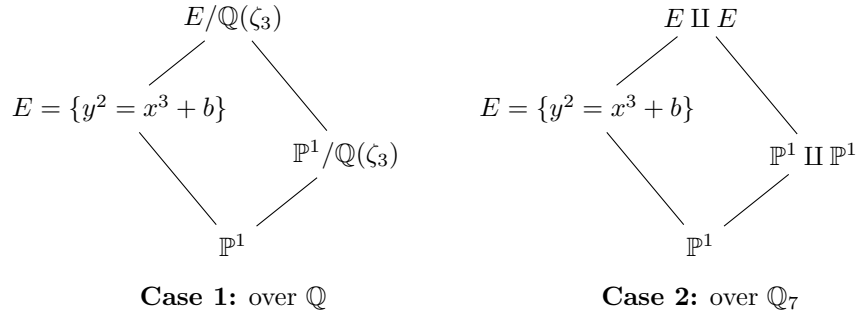 E/ℚ(ζ₃) E ⨿ E
E = {y² = x³ + b} E = {y² = x³ + b}
ℙ¹/ℚ(ζ₃) ℙ¹ ⨿ ℙ¹
ℙ¹ ℙ¹
Case 1: over ℚ Case 2: over ℚ₇